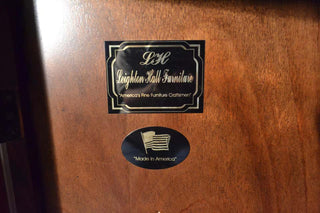 LH
Leighton Hall Furniture
"America's Fine Furniture Craftsmen"
"Made in America"